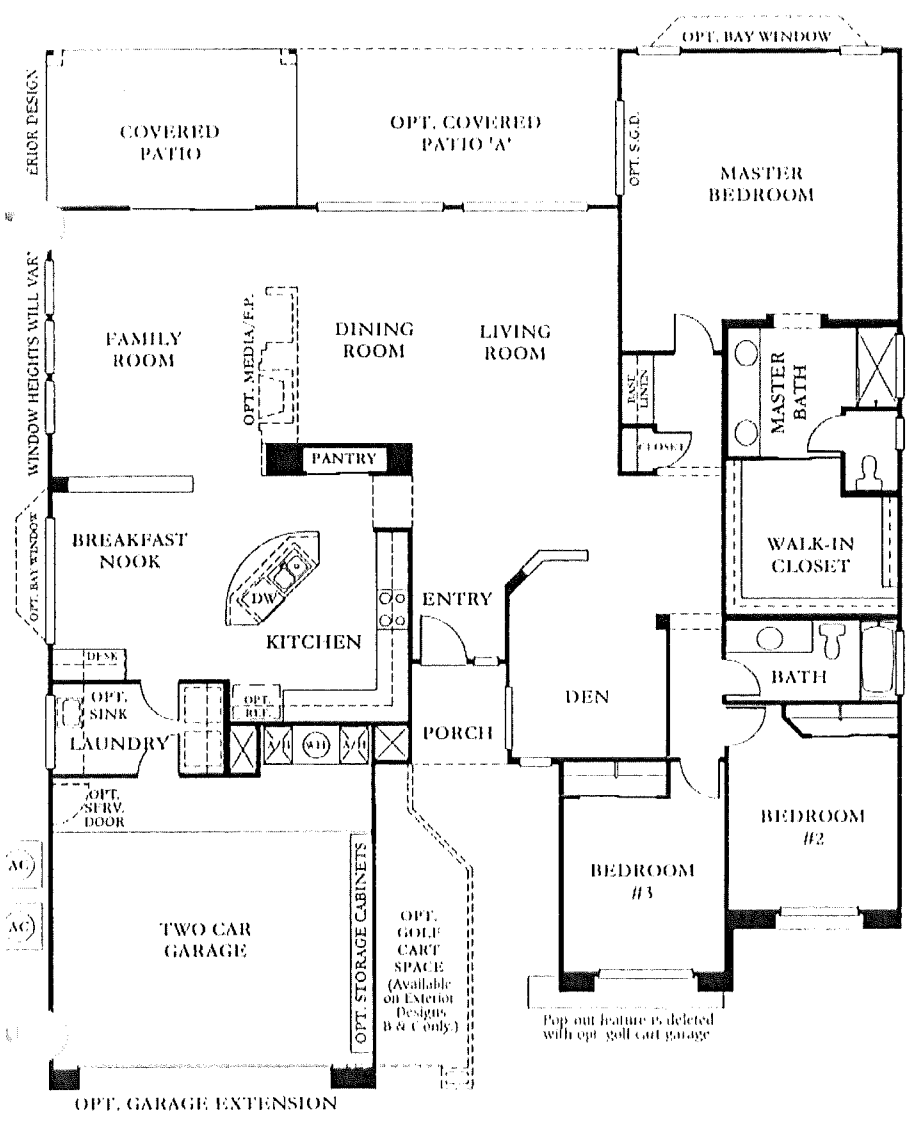 OPT. BAY WINDOW
ERIOR DESIGN
COVERED
PATIO
OPT. COVERED
PATIO 'A'
OPT. S.G.D.
MASTER
BEDROOM
WINDOW HEIGHTS WILL VAR
FAMILY
ROOM
OPT. MEDIA/F.P.
DINING
ROOM
LIVING
ROOM
BASE
LINEN
MASTER
BATH
CLOSET
PANTRY
OPT. BAY WINDOW
BREAKFAST
NOOK
DW
KITCHEN
ENTRY
WALK-IN
CLOSET
DESK
OPT.
SINK
LAUNDRY
OPT.
REF.
A/H
WH
A/H
PORCH
DEN
BATH
OPT.
SERV.
DOOR
AC
AC
TWO CAR
GARAGE
OPT. STORAGE CABINETS
OPT.
GOLF
CART
SPACE
(Available
on Exterior
Designs
B & C only.)
BEDROOM
#3
BEDROOM
#2
Pop out feature is deleted
with opt. golf cart garage
OPT. GARAGE EXTENSION